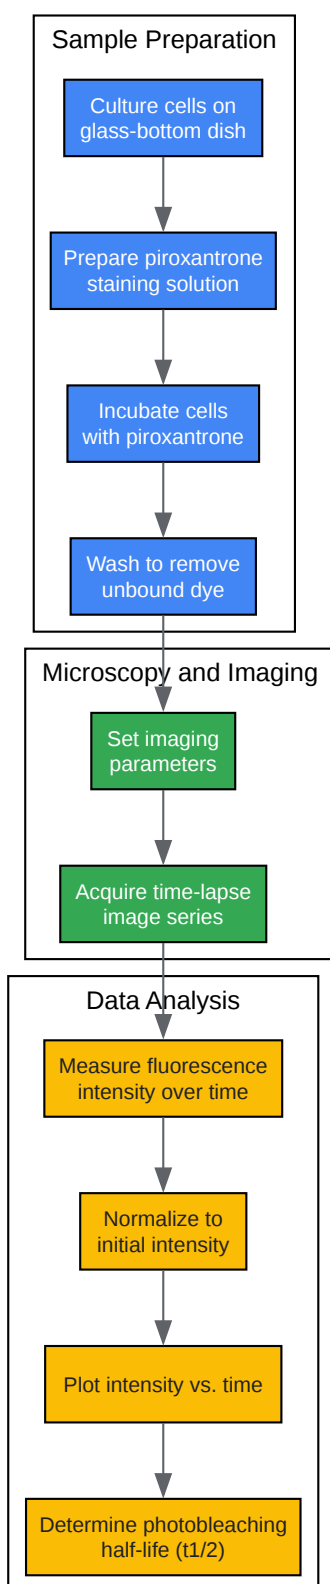 Sample Preparation
Culture cells on
glass-bottom dish
Prepare piroxantrone
staining solution
Incubate cells
with piroxantrone
Wash to remove
unbound dye
Microscopy and Imaging
Set imaging
parameters
Acquire time-lapse
image series
Data Analysis
Measure fluorescence
intensity over time
Normalize to
initial intensity
Plot intensity vs. time
Determine photobleaching
half-life (t1/2)